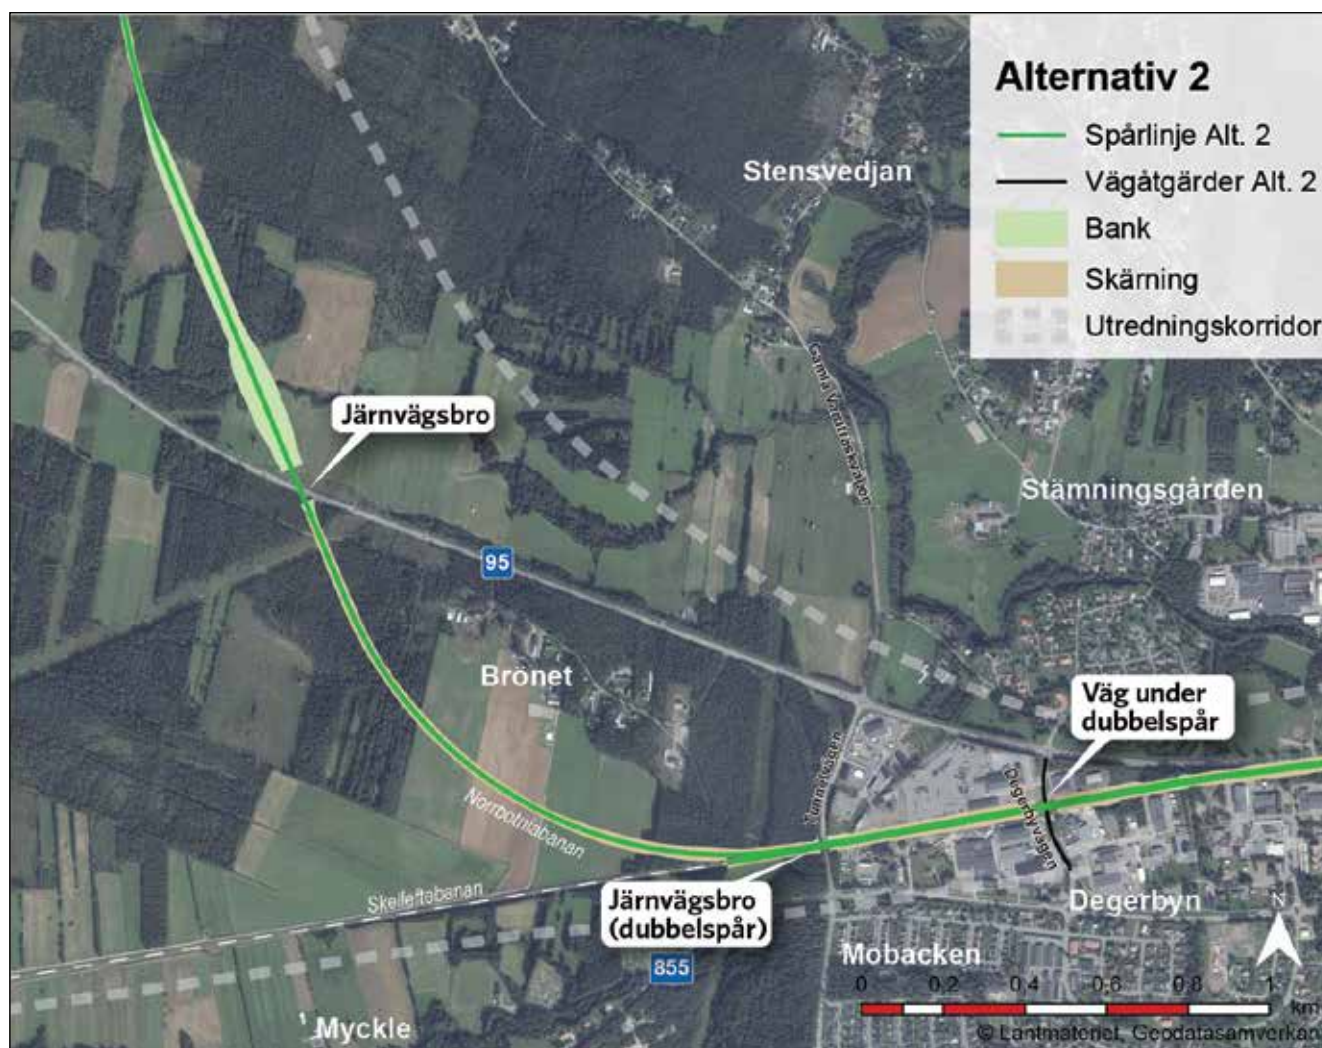 Alternativ 2
Spårlinje Alt. 2
Vägåtgärder Alt. 2
Bank
Skärning
Utredningskorridor
Stensvedjan
Järnvägsbro
Stämningsgården
95
Brönet
Väg under
dubbelspår
Tunnelvägen
Degerbyvägen
Norrbotniabanan
Skelleftebanan
Järnvägsbro
(dubbelspår)
Degerbyn
N
Mobacken
855
0 0,2 0,4 0,6 0,8 1
km
Myckle
© Lantmäteriet, Geodatasamverkan